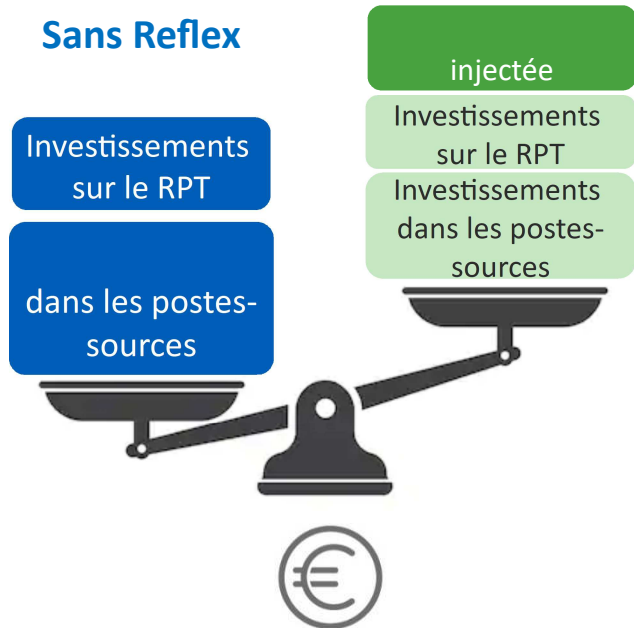 Sans Reflex
Investissements
sur le RPT
dans les postes-
sources
injectée
Investissements
sur le RPT
Investissements
dans les postes-
sources